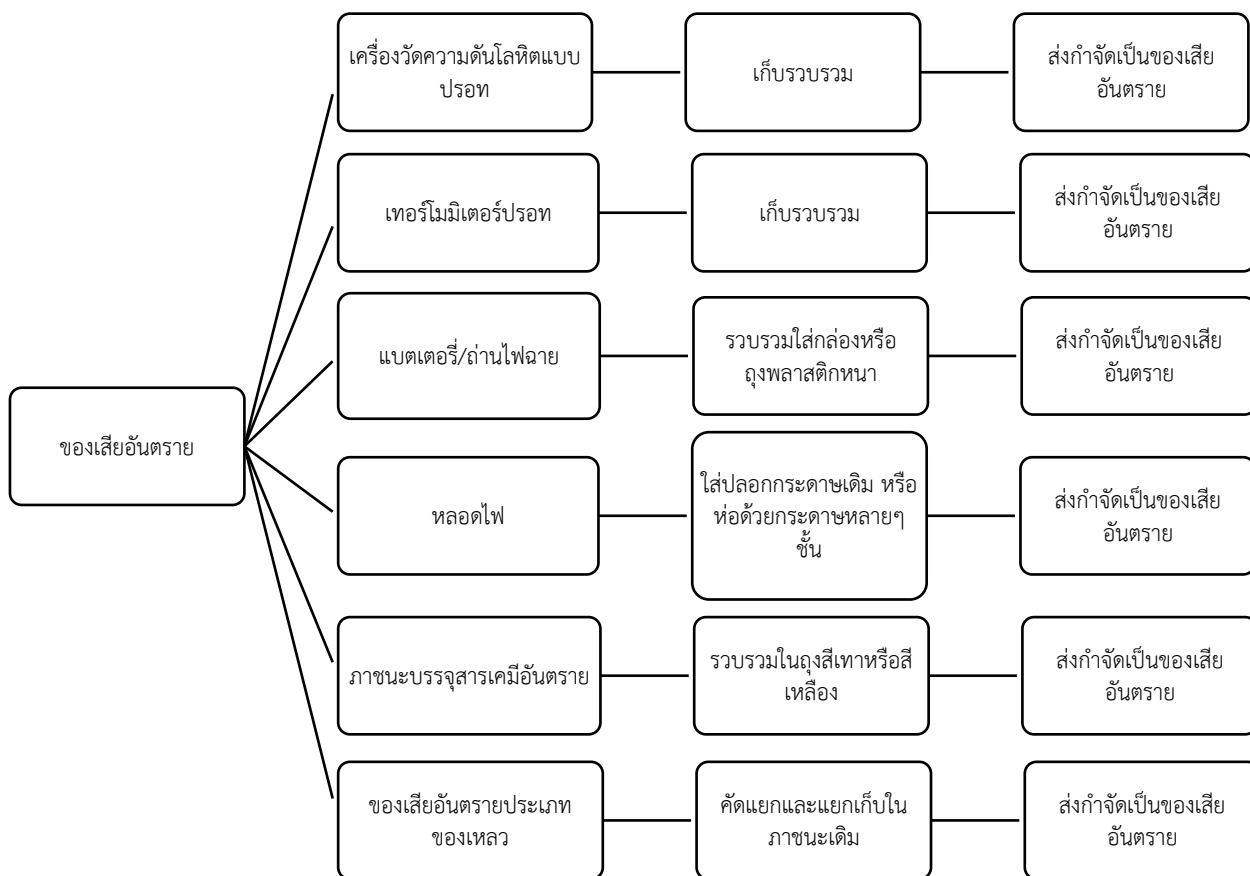 เครื่องวัดความดันโลหิตแบบ
ปรอท
เก็บรวบรวม
ส่งกำจัดเป็นของเสีย
อันตราย
เทอร์โมมิเตอร์ปรอท
เก็บรวบรวม
ส่งกำจัดเป็นของเสีย
อันตราย
แบตเตอรี่/ถ่านไฟฉาย
รวบรวมใส่กล่องหรือ
ถุงพลาสติกหนา
ส่งกำจัดเป็นของเสีย
อันตราย
ของเสียอันตราย
หลอดไฟ
ใส่ปลอกกระดาษเดิม หรือ
ห่อด้วยกระดาษหลายๆ
ชั้น
ส่งกำจัดเป็นของเสีย
อันตราย
ภาชนะบรรจุสารเคมีอันตราย
รวบรวมในถุงสีเทาหรือสี
เหลือง
ส่งกำจัดเป็นของเสีย
อันตราย
ของเสียอันตรายประเภท
ของเหลว
คัดแยกและแยกเก็บใน
ภาชนะเดิม
ส่งกำจัดเป็นของเสีย
อันตราย